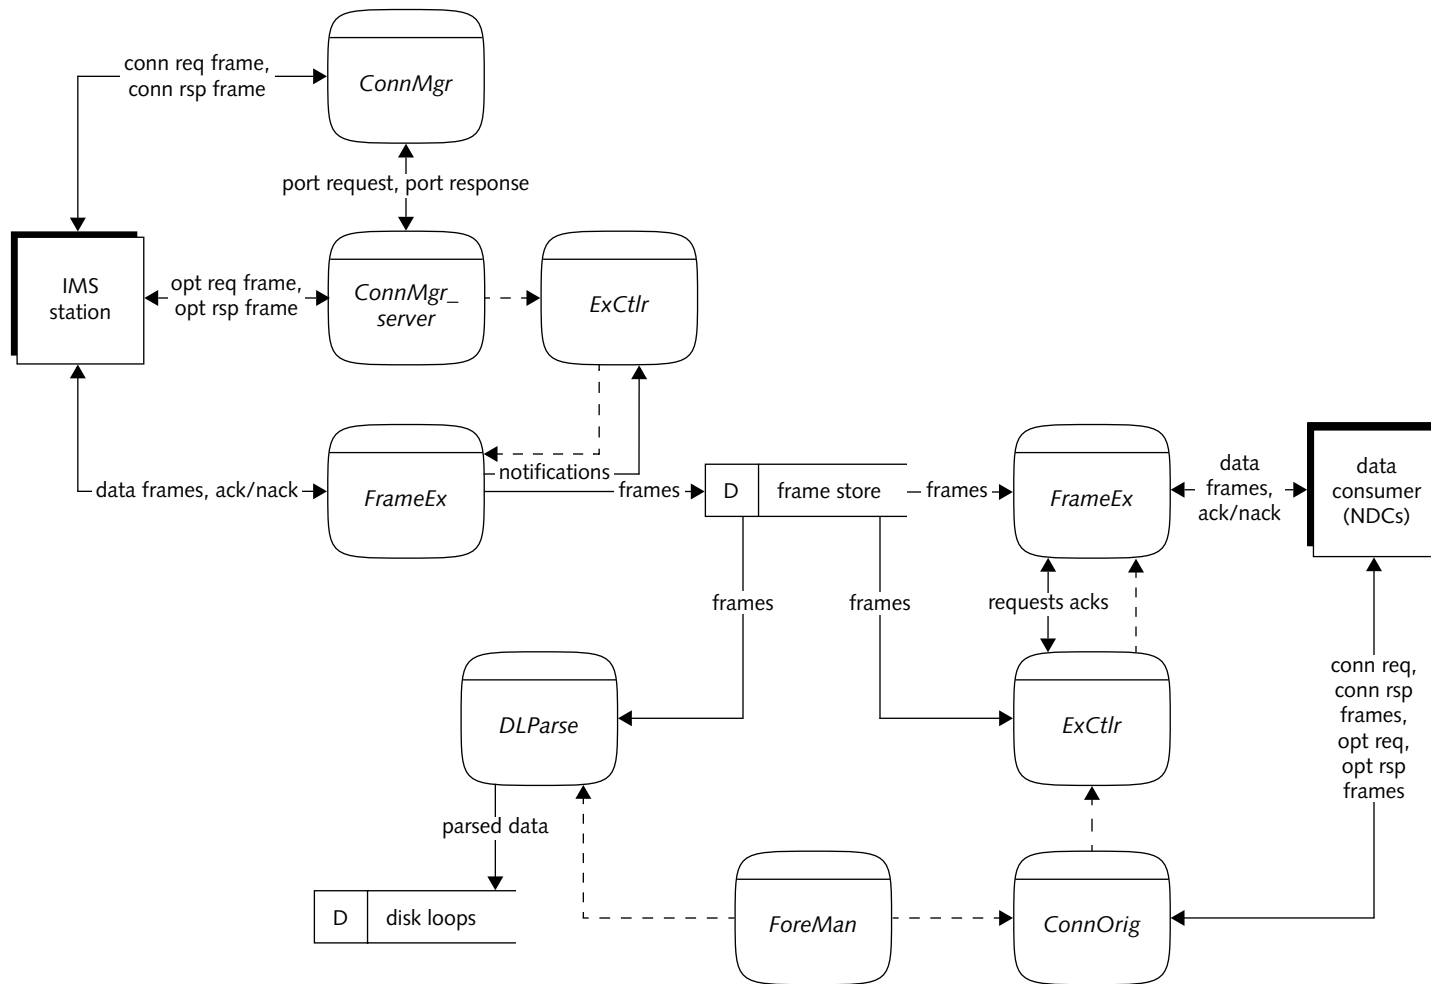 conn req frame,
conn rsp frame
ConnMgr
port request, port response
IMS
station
opt req frame,
opt rsp frame
ConnMgr_
server
ExCtlr
data frames, ack/nack
FrameEx
notifications
frames
D
frame store
frames
FrameEx
data
frames,
ack/nack
data
consumer
(NDCs)
frames
frames
requests acks
conn req,
conn rsp
frames,
opt req,
opt rsp
frames
DLParse
ExCtlr
parsed data
D
disk loops
ForeMan
ConnOrig